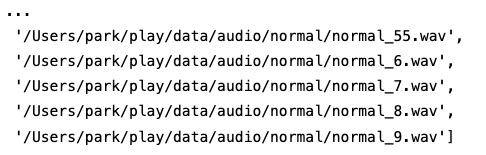 ...
'/Users/park/play/data/audio/normal/normal_55.wav',
'/Users/park/play/data/audio/normal/normal_6.wav',
'/Users/park/play/data/audio/normal/normal_7.wav',
'/Users/park/play/data/audio/normal/normal_8.wav',
'/Users/park/play/data/audio/normal/normal_9.wav']